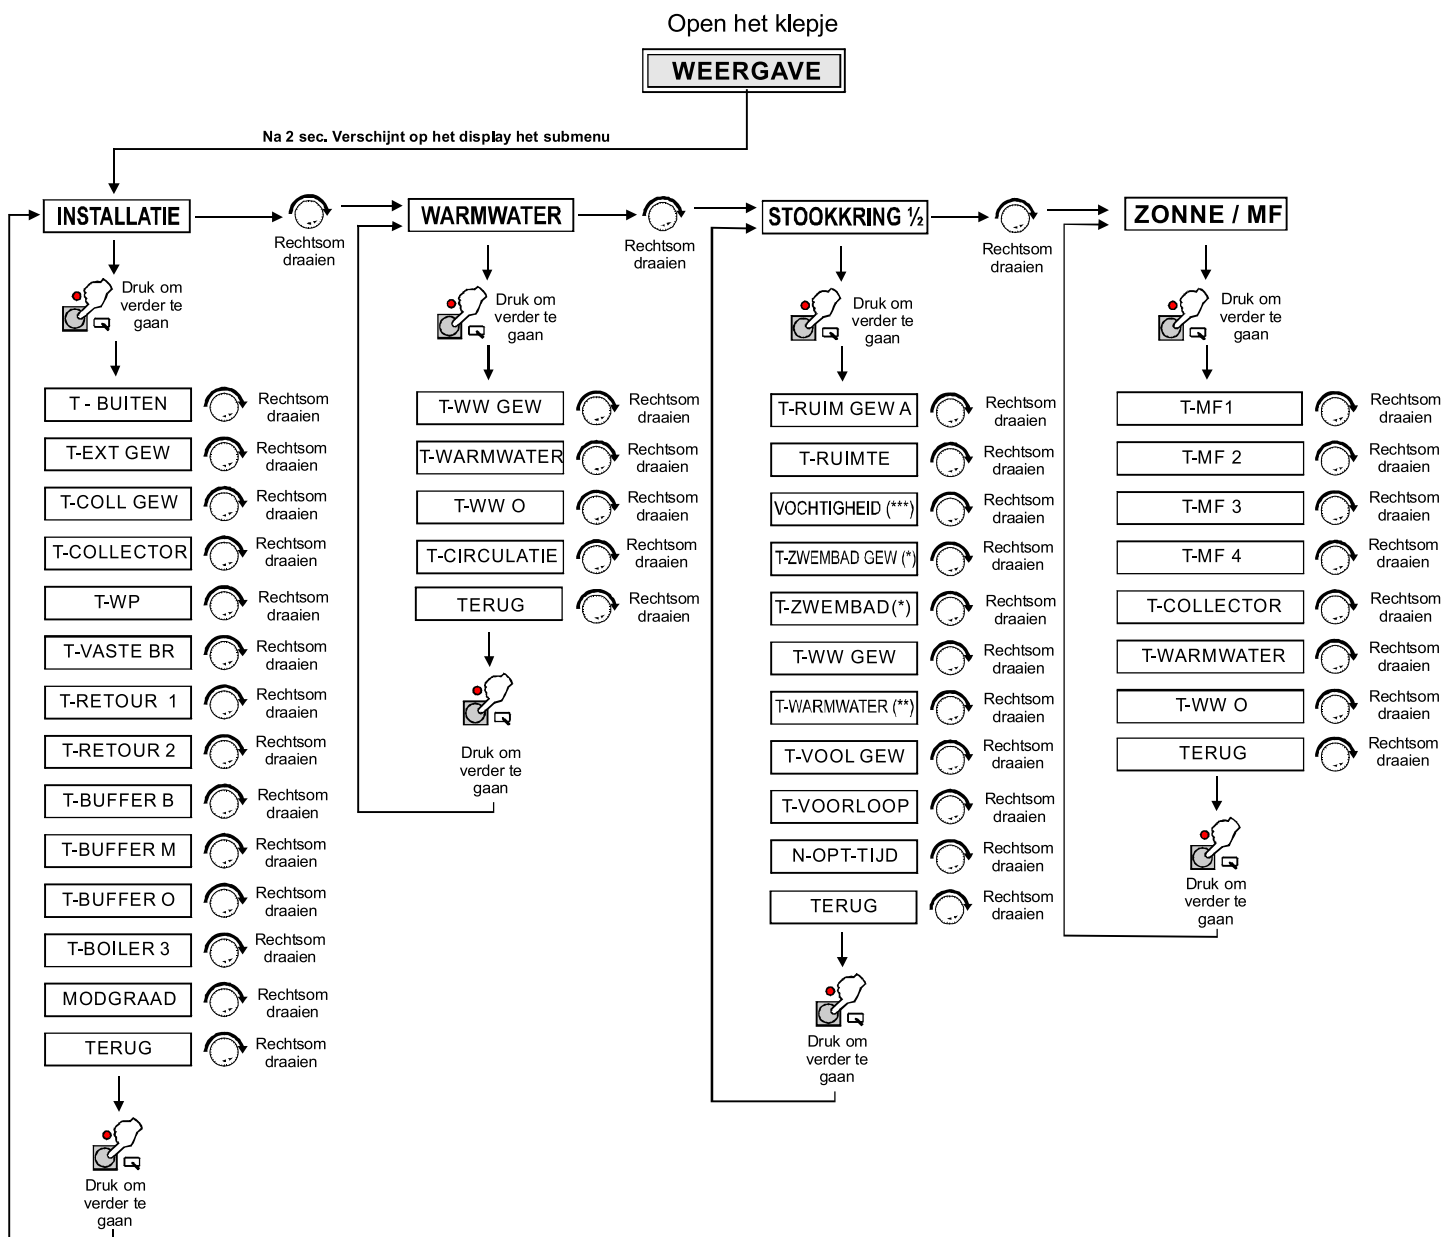 Open het klepje
WEERGAVE
Na 2 sec. Verschijnt op het display het submenu
INSTALLATIE
Rechtsom
draaien
WARMWATER
Rechtsom
draaien
STOOKKRING ½
Rechtsom
draaien
ZONNE / MF
Druk om
verder te
gaan
T - BUITEN
Rechtsom
draaien
T-EXT GEW
Rechtsom
draaien
T-COLL GEW
Rechtsom
draaien
T-COLLECTOR
Rechtsom
draaien
T-WP
Rechtsom
draaien
T-VASTE BR
Rechtsom
draaien
T-RETOUR 1
Rechtsom
draaien
T-RETOUR 2
Rechtsom
draaien
T-BUFFER B
Rechtsom
draaien
T-BUFFER M
Rechtsom
draaien
T-BUFFER O
Rechtsom
draaien
T-BOILER 3
Rechtsom
draaien
MODGRAAD
Rechtsom
draaien
TERUG
Rechtsom
draaien
Druk om
verder te
gaan
Druk om
verder te
gaan
T-WW GEW
Rechtsom
draaien
T-WARMWATER
Rechtsom
draaien
T-WW O
Rechtsom
draaien
T-CIRCULATIE
Rechtsom
draaien
TERUG
Rechtsom
draaien
Druk om
verder te
gaan
Druk om
verder te
gaan
T-RUIM GEW A
Rechtsom
draaien
T-RUIMTE
Rechtsom
draaien
VOCHTIGHEID (***)
Rechtsom
draaien
T-ZWEMBAD GEW (*)
Rechtsom
draaien
T-ZWEMBAD (*)
Rechtsom
draaien
T-WW GEW
Rechtsom
draaien
T-WARMWATER (**)
Rechtsom
draaien
T-VOOL GEW
Rechtsom
draaien
T-VOORLOOP
Rechtsom
draaien
N-OPT-TIJD
Rechtsom
draaien
TERUG
Rechtsom
draaien
Druk om
verder te
gaan
Druk om
verder te
gaan
T-MF1
Rechtsom
draaien
T-MF 2
Rechtsom
draaien
T-MF 3
Rechtsom
draaien
T-MF 4
Rechtsom
draaien
T-COLLECTOR
Rechtsom
draaien
T-WARMWATER
Rechtsom
draaien
T-WW O
Rechtsom
draaien
TERUG
Rechtsom
draaien
Druk om
verder te
gaan